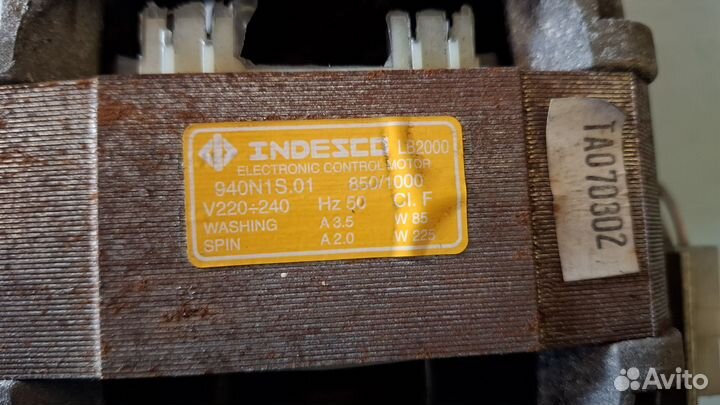 INDESCO LB2000
ELECTRONIC CONTROL MOTOR
940N1S.01 850/1000
V220÷240 Hz 50 Cl. F
WASHING A 3.5 W 85
SPIN A 2.0 W 225
TA070302
Avito